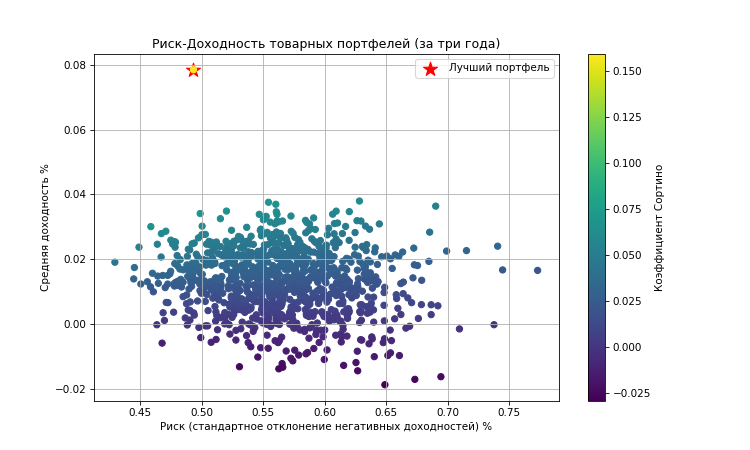 Риск-Доходность товарных портфелей (за три года)
Лучший портфель
Средняя доходность %
0.08
0.06
0.04
0.02
0.00
−0.02
0.45 0.50 0.55 0.60 0.65 0.70 0.75
Риск (стандартное отклонение негативных доходностей) %
0.150
0.125
0.100
0.075
0.050
0.025
0.000
−0.025
Коэффициент Сортино